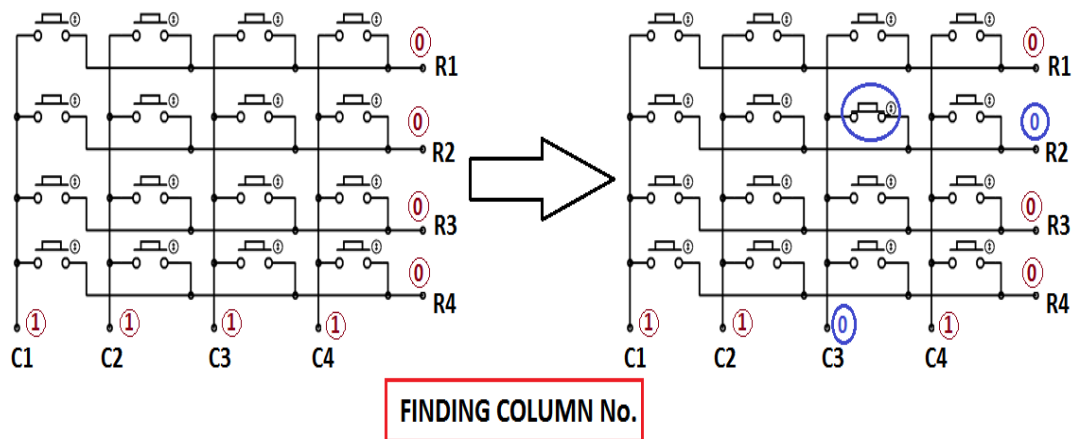 0
R1
0
R2
0
R3
0
R4
1 1 1 1
C1 C2 C3 C4
0
R1
0
R2
0
R3
0
R4
1 1 0 1
C1 C2 C3 C4
FINDING COLUMN No.